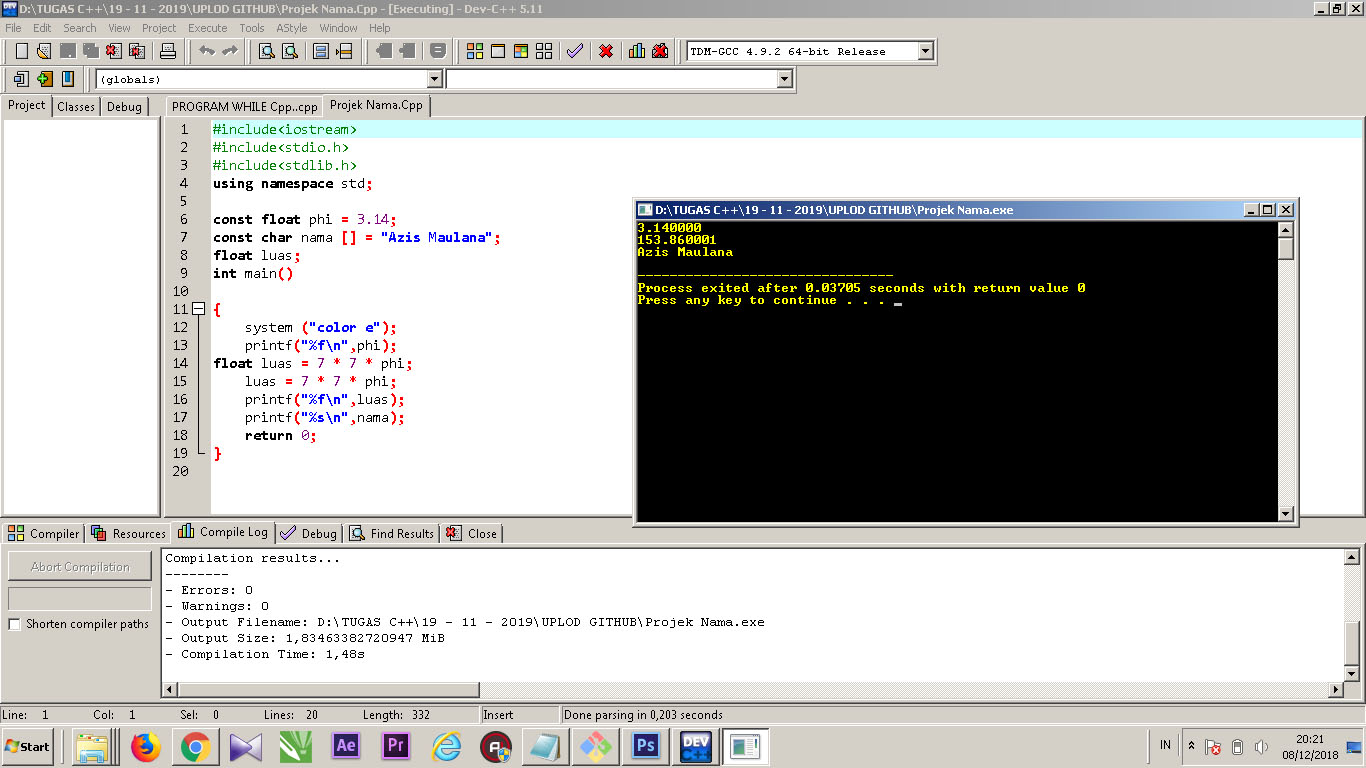 D:\TUGAS C++\19 - 11 - 2019\UPLOD GITHUB\Projek Nama.Cpp - [Executing] - Dev-C++ 5.11
File Edit Search View Project Execute Tools AStyle Window Help
TDM-GCC 4.9.2 64-bit Release
(globals)
Project Classes Debug PROGRAM WHILE Cpp..cpp Projek Nama.Cpp
1 #include<iostream>
2 #include<stdio.h>
3 #include<stdlib.h>
4 using namespace std;
5
6 const float phi = 3.14;
7 const char nama [] = "Azis Maulana";
8 float luas;
9 int main()
10
11 {
12 system ("color e");
13 printf("%f\n",phi);
14 float luas = 7 * 7 * phi;
15 luas = 7 * 7 * phi;
16 printf("%f\n",luas);
17 printf("%s\n",nama);
18 return 0;
19 }
20
D:\TUGAS C++\19 - 11 - 2019\UPLOD GITHUB\Projek Nama.exe
3.140000
153.860001
Azis Maulana
--------------------------------
Process exited after 0.03705 seconds with return value 0
Press any key to continue . . . _
Compiler Resources Compile Log Debug Find Results Close
Abort Compilation
Shorten compiler paths
Compilation results...
--------
- Errors: 0
- Warnings: 0
- Output Filename: D:\TUGAS C++\19 - 11 - 2019\UPLOD GITHUB\Projek Nama.exe
- Output Size: 1,83463382720947 MiB
- Compilation Time: 1,48s
Line: 1 Col: 1 Sel: 0 Lines: 20 Length: 332 Insert Done parsing in 0,203 seconds
Start Ae Pr Ps DEV IN 20:21
08/12/2018